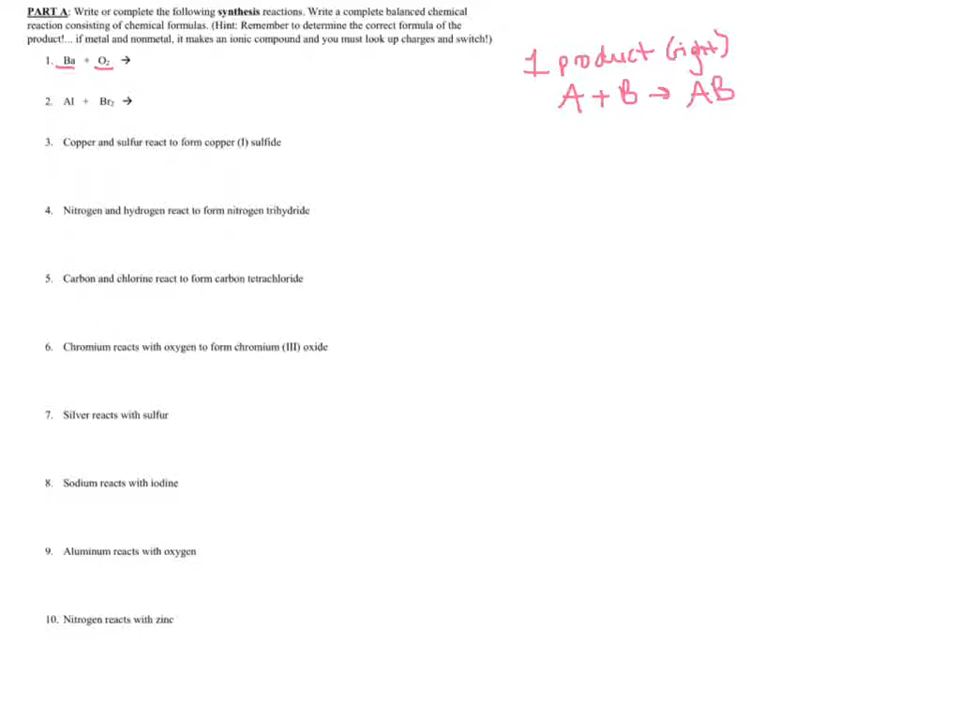 PART A: Write or complete the following synthesis reactions. Write a complete balanced chemical
reaction consisting of chemical formulas. (Hint: Remember to determine the correct formula of the
product!... if metal and nonmetal, it makes an ionic compound and you must look up charges and switch!)
1 product (right)
A + B → AB
1. Ba + O₂ →
2. Al + Br₂ →
3. Copper and sulfur react to form copper (I) sulfide
4. Nitrogen and hydrogen react to form nitrogen trihydride
5. Carbon and chlorine react to form carbon tetrachloride
6. Chromium reacts with oxygen to form chromium (III) oxide
7. Silver reacts with sulfur
8. Sodium reacts with iodine
9. Aluminum reacts with oxygen
10. Nitrogen reacts with zinc